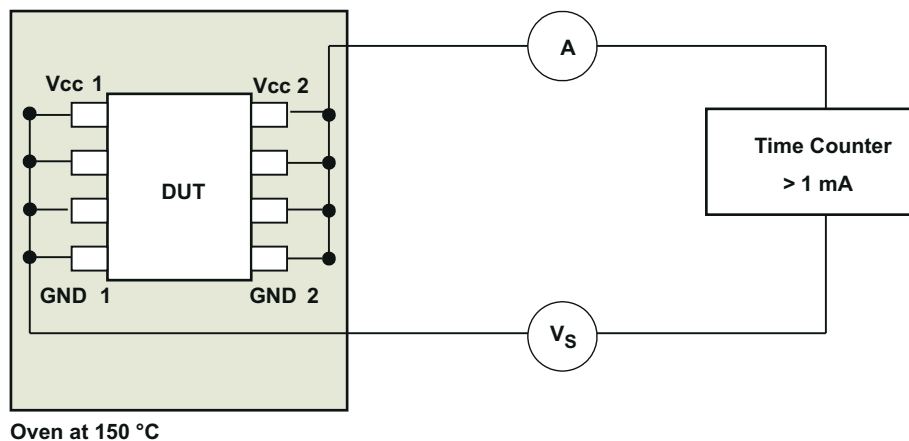 A
Vcc 1
Vcc 2
DUT
Time Counter
> 1 mA
GND 1
GND 2
VS
Oven at 150 °C